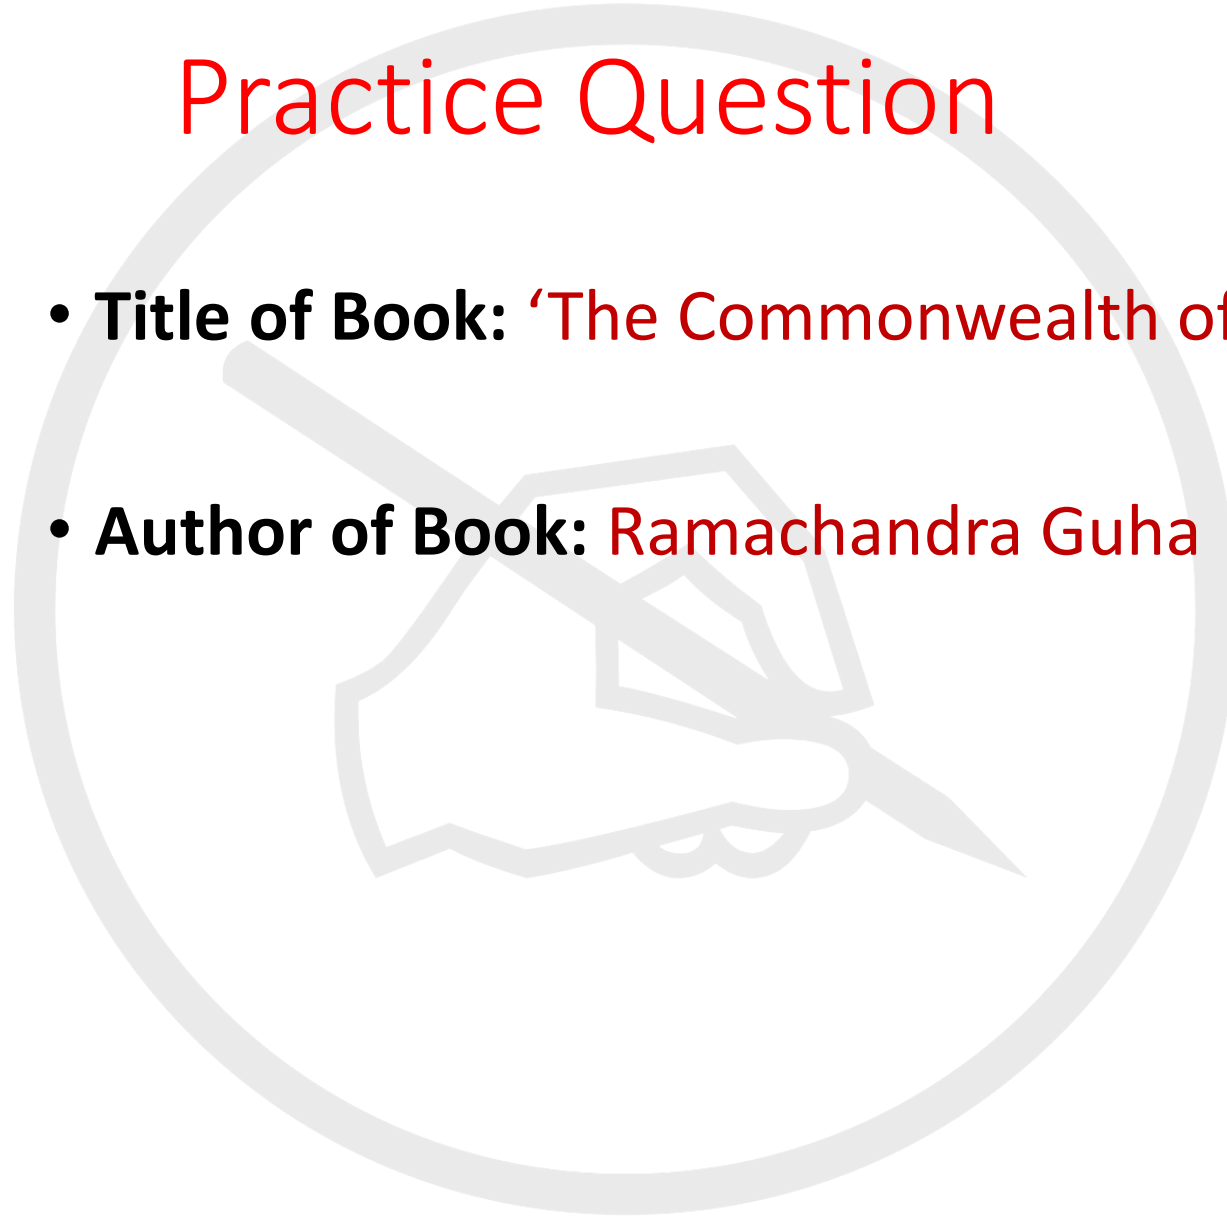 Practice Question
• Title of Book: ‘The Commonwealth of
• Author of Book: Ramachandra Guha